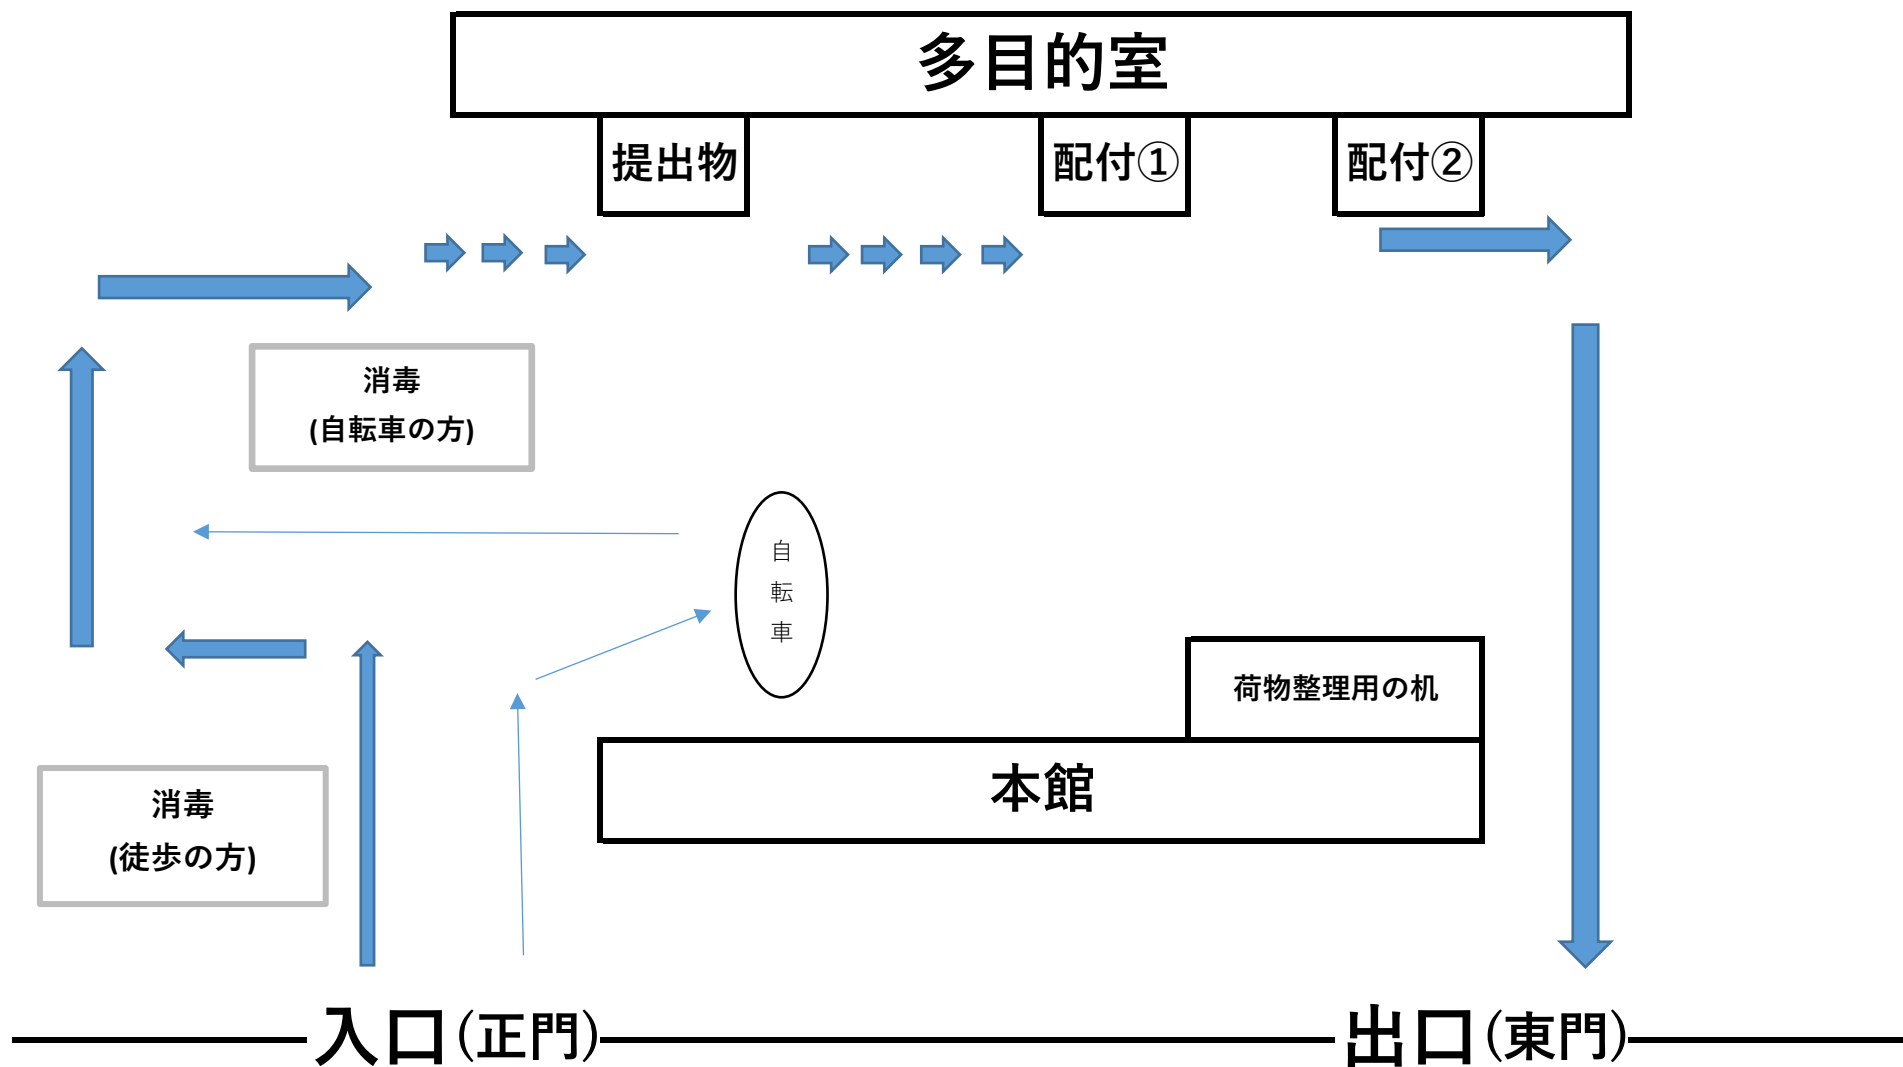 多目的室
提出物
配付①
配付②
消毒
(自転車の方)
自転車
荷物整理用の机
本館
消毒
(徒歩の方)
入口(正門)
出口(東門)